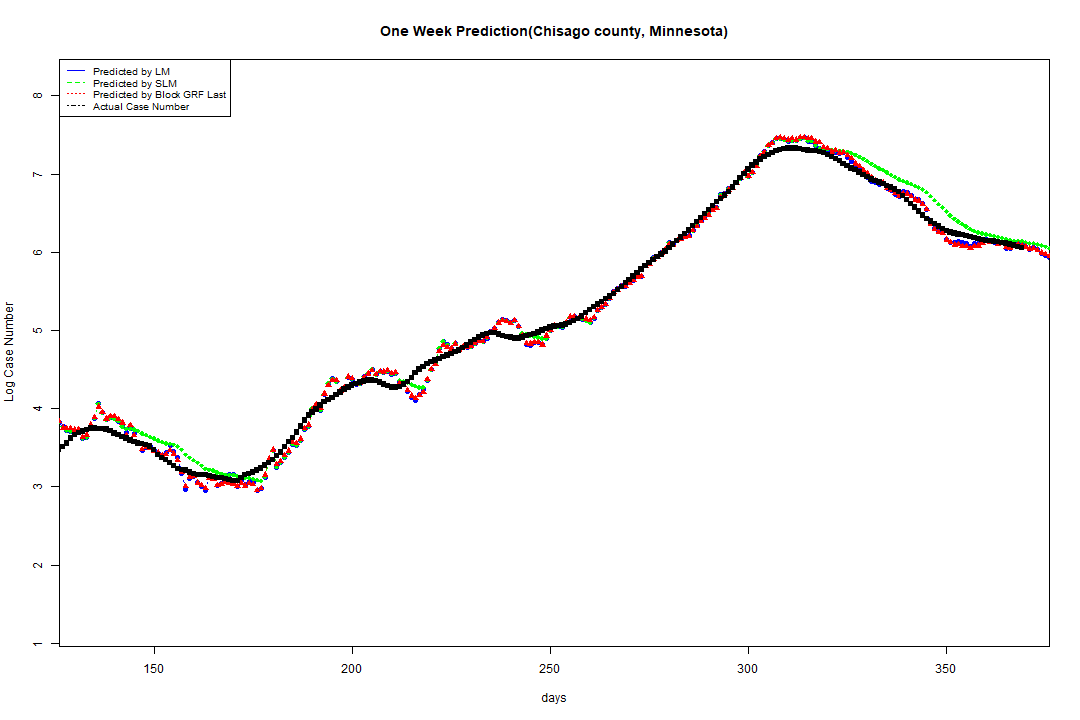 One Week Prediction(Chisago county, Minnesota)
Predicted by LM
Predicted by SLM
Predicted by Block GRF Last
Actual Case Number
8
7
6
5
4
3
2
1
Log Case Number
150
200
250
300
350
days